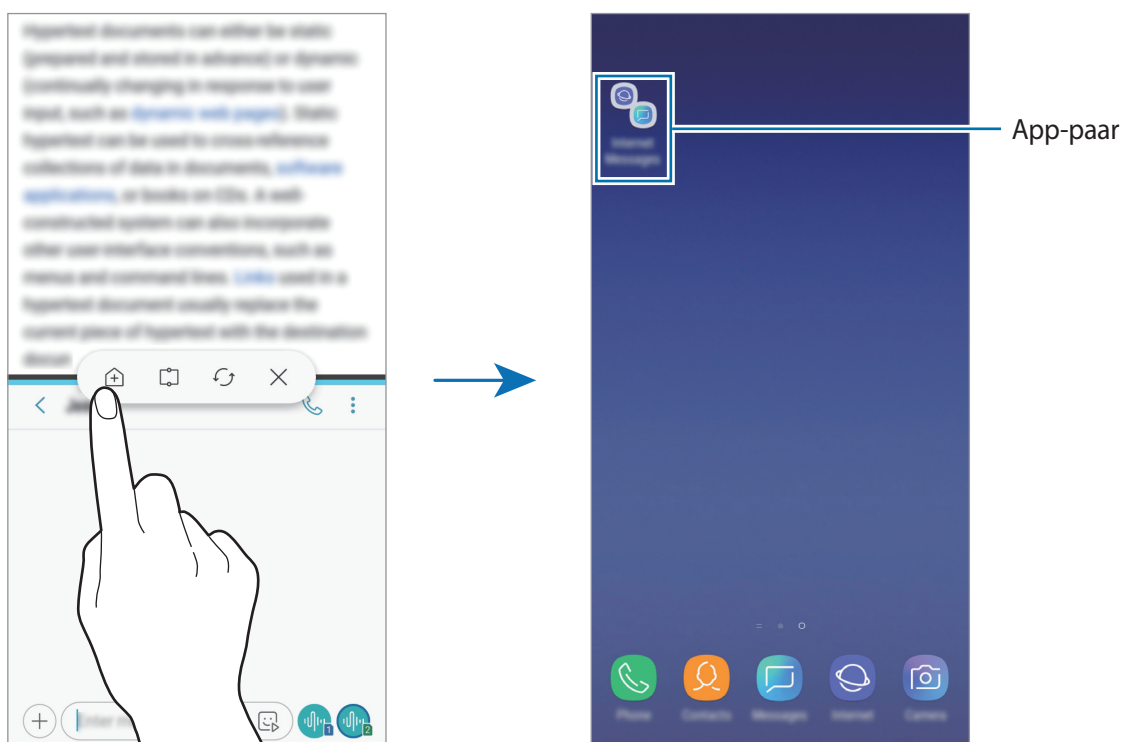 Hypertext documents can either be static
(prepared and stored in advance) or dynamic
(continually changing in response to user
input, such as dynamic web pages). Static
hypertext can be used to cross-reference
collections of data in documents, software
applications, or books on CDs. A well-
constructed system can also incorporate
other user-interface conventions, such as
menus and command lines. Links used in a
hypertext document usually replace the
current piece of hypertext with the destination
Enter
1
2
Internet
Messages
App-paar
Phone
Contacts
Messages
Internet
Camera